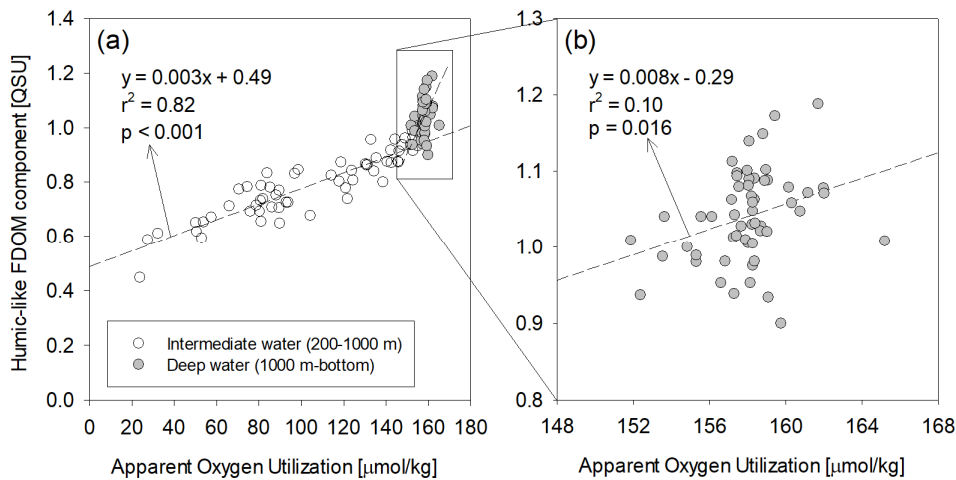 (a)
y = 0.003x + 0.49
r² = 0.82
p < 0.001
Humic-like FDOM component [QSU]
1.4
1.2
1.0
0.8
0.6
0.4
0.2
0.0
Intermediate water (200-1000 m)
Deep water (1000 m-bottom)
0 20 40 60 80 100 120 140 160 180
Apparent Oxygen Utilization [μmol/kg]
(b)
y = 0.008x - 0.29
r² = 0.10
p = 0.016
1.3
1.2
1.1
1.0
0.9
0.8
148 152 156 160 164 168
Apparent Oxygen Utilization [μmol/kg]